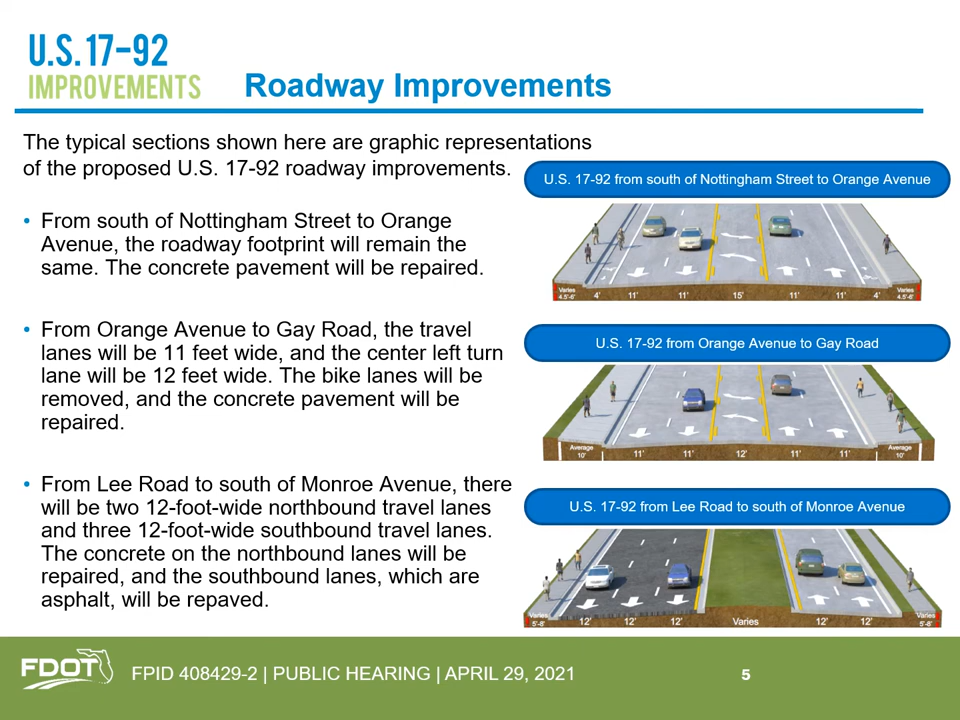 U.S. 17-92
IMPROVEMENTS
Roadway Improvements
The typical sections shown here are graphic representations
of the proposed U.S. 17-92 roadway improvements.
• From south of Nottingham Street to Orange
Avenue, the roadway footprint will remain the
same. The concrete pavement will be repaired.
• From Orange Avenue to Gay Road, the travel
lanes will be 11 feet wide, and the center left turn
lane will be 12 feet wide. The bike lanes will be
removed, and the concrete pavement will be
repaired.
• From Lee Road to south of Monroe Avenue, there
will be two 12-foot-wide northbound travel lanes
and three 12-foot-wide southbound travel lanes.
The concrete on the northbound lanes will be
repaired, and the southbound lanes, which are
asphalt, will be repaved.
U.S. 17-92 from south of Nottingham Street to Orange Avenue
Varies
4.5'-6' 4' 11' 11' 15' 11' 11' 4' Varies
4.5'-6'
U.S. 17-92 from Orange Avenue to Gay Road
Average
10' 11' 11' 12' 11' 11' Average
10'
U.S. 17-92 from Lee Road to south of Monroe Avenue
Varies
5'-8' 12' 12' 12' Varies 12' 12' Varies
5'-8'
FDOT
FPID 408429-2 | PUBLIC HEARING | APRIL 29, 2021
5